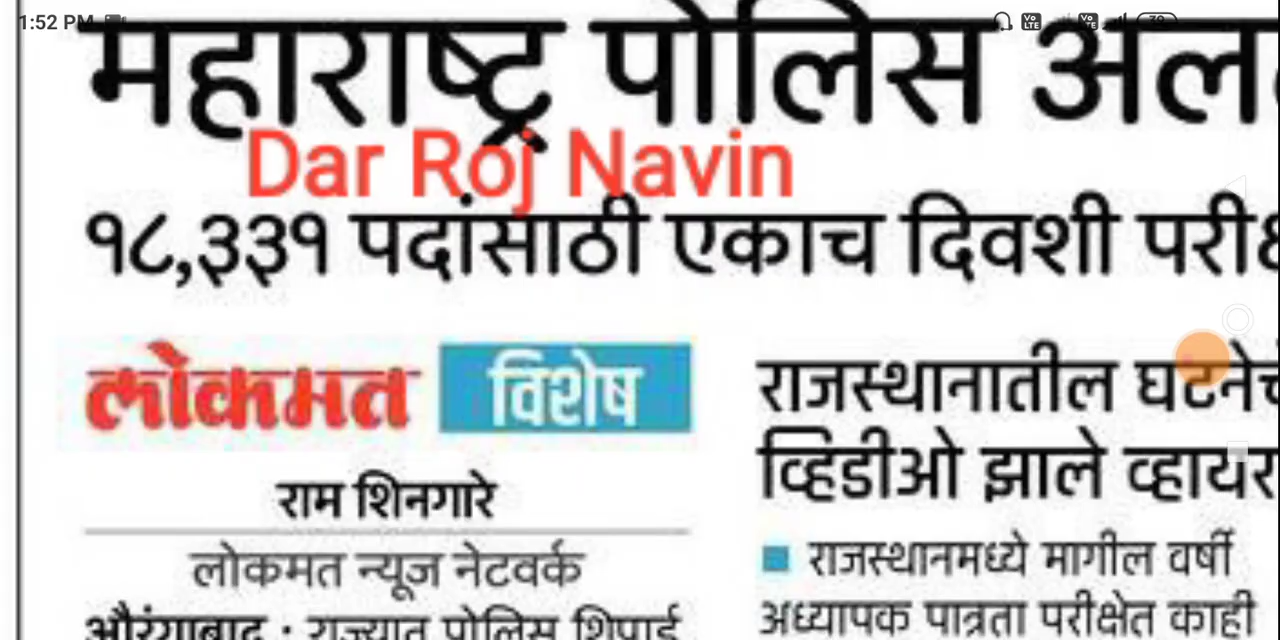 1:52 PM
महाराष्ट्र पोलिस
Dar Roj Navin
१८,३३१ पदांसाठी एकाच दिवशी
लोकमत विशेष
राम शिनगारे
लोकमत न्यूज नेटवर्क
औरंगाबाद : राज्यात पोलिस शिपाई
राजस्थानातील
व्हिडीओ झाले
■ राजस्थानमध्ये मागील वर्षी
अध्यापक पात्रता परीक्षेत काही